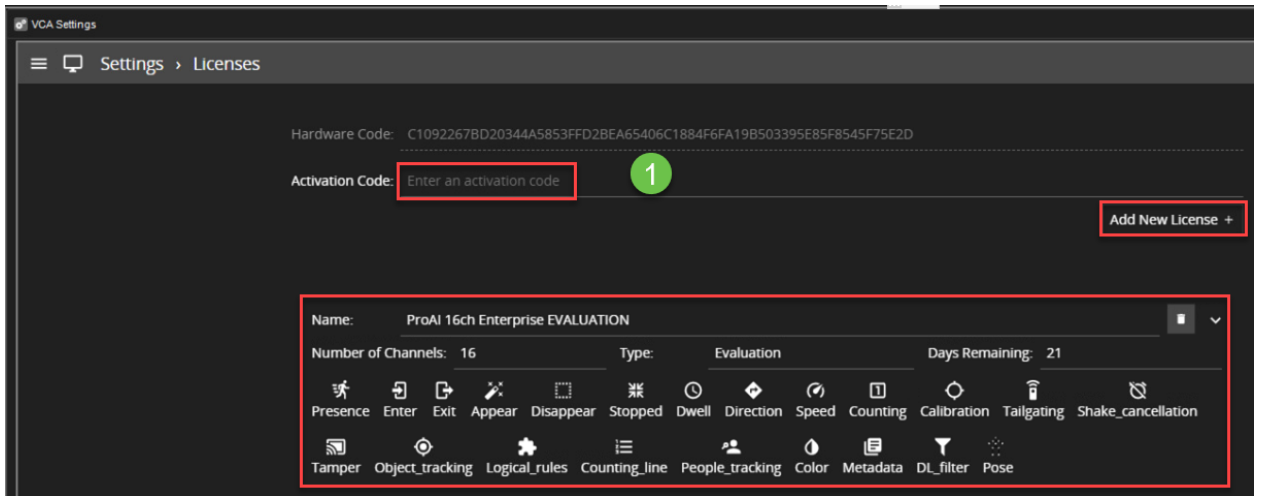 VCA Settings
Settings › Licenses
Hardware Code: C1092267BD20344A5853FFD2BEA65406C1884F6FA19B503395E85F8545F75E2D
Activation Code: Enter an activation code
1
Add New License +
Name: ProAI 16ch Enterprise EVALUATION
Number of Channels: 16 Type: Evaluation Days Remaining: 21
Presence Enter Exit Appear Disappear Stopped Dwell Direction Speed Counting Calibration Tailgating Shake_cancellation
Tamper Object_tracking Logical_rules Counting_line People_tracking Color Metadata DL_filter Pose